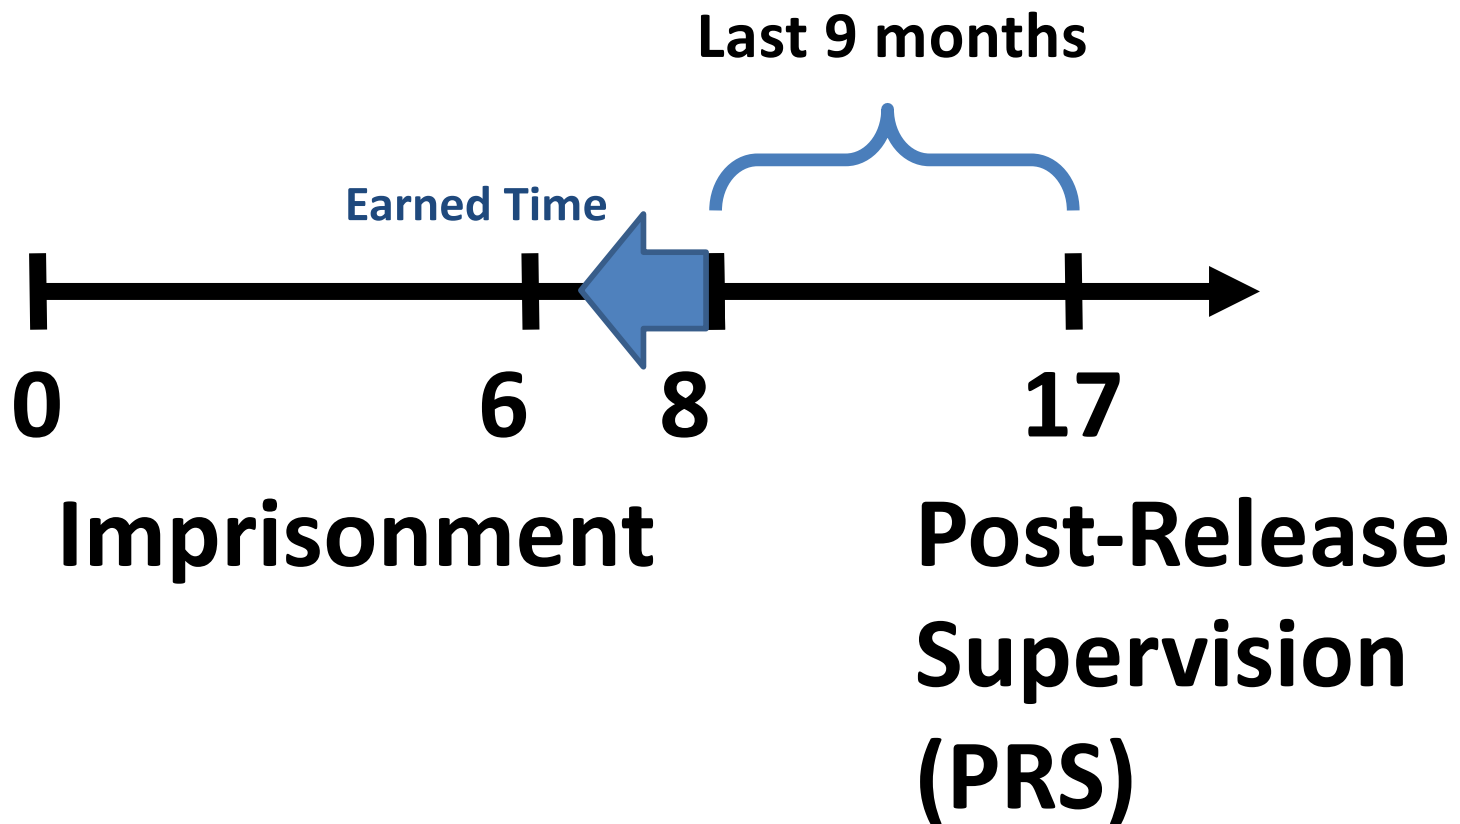 Last 9 months
Earned Time
0 6 8 17
Imprisonment
Post-Release
Supervision
(PRS)